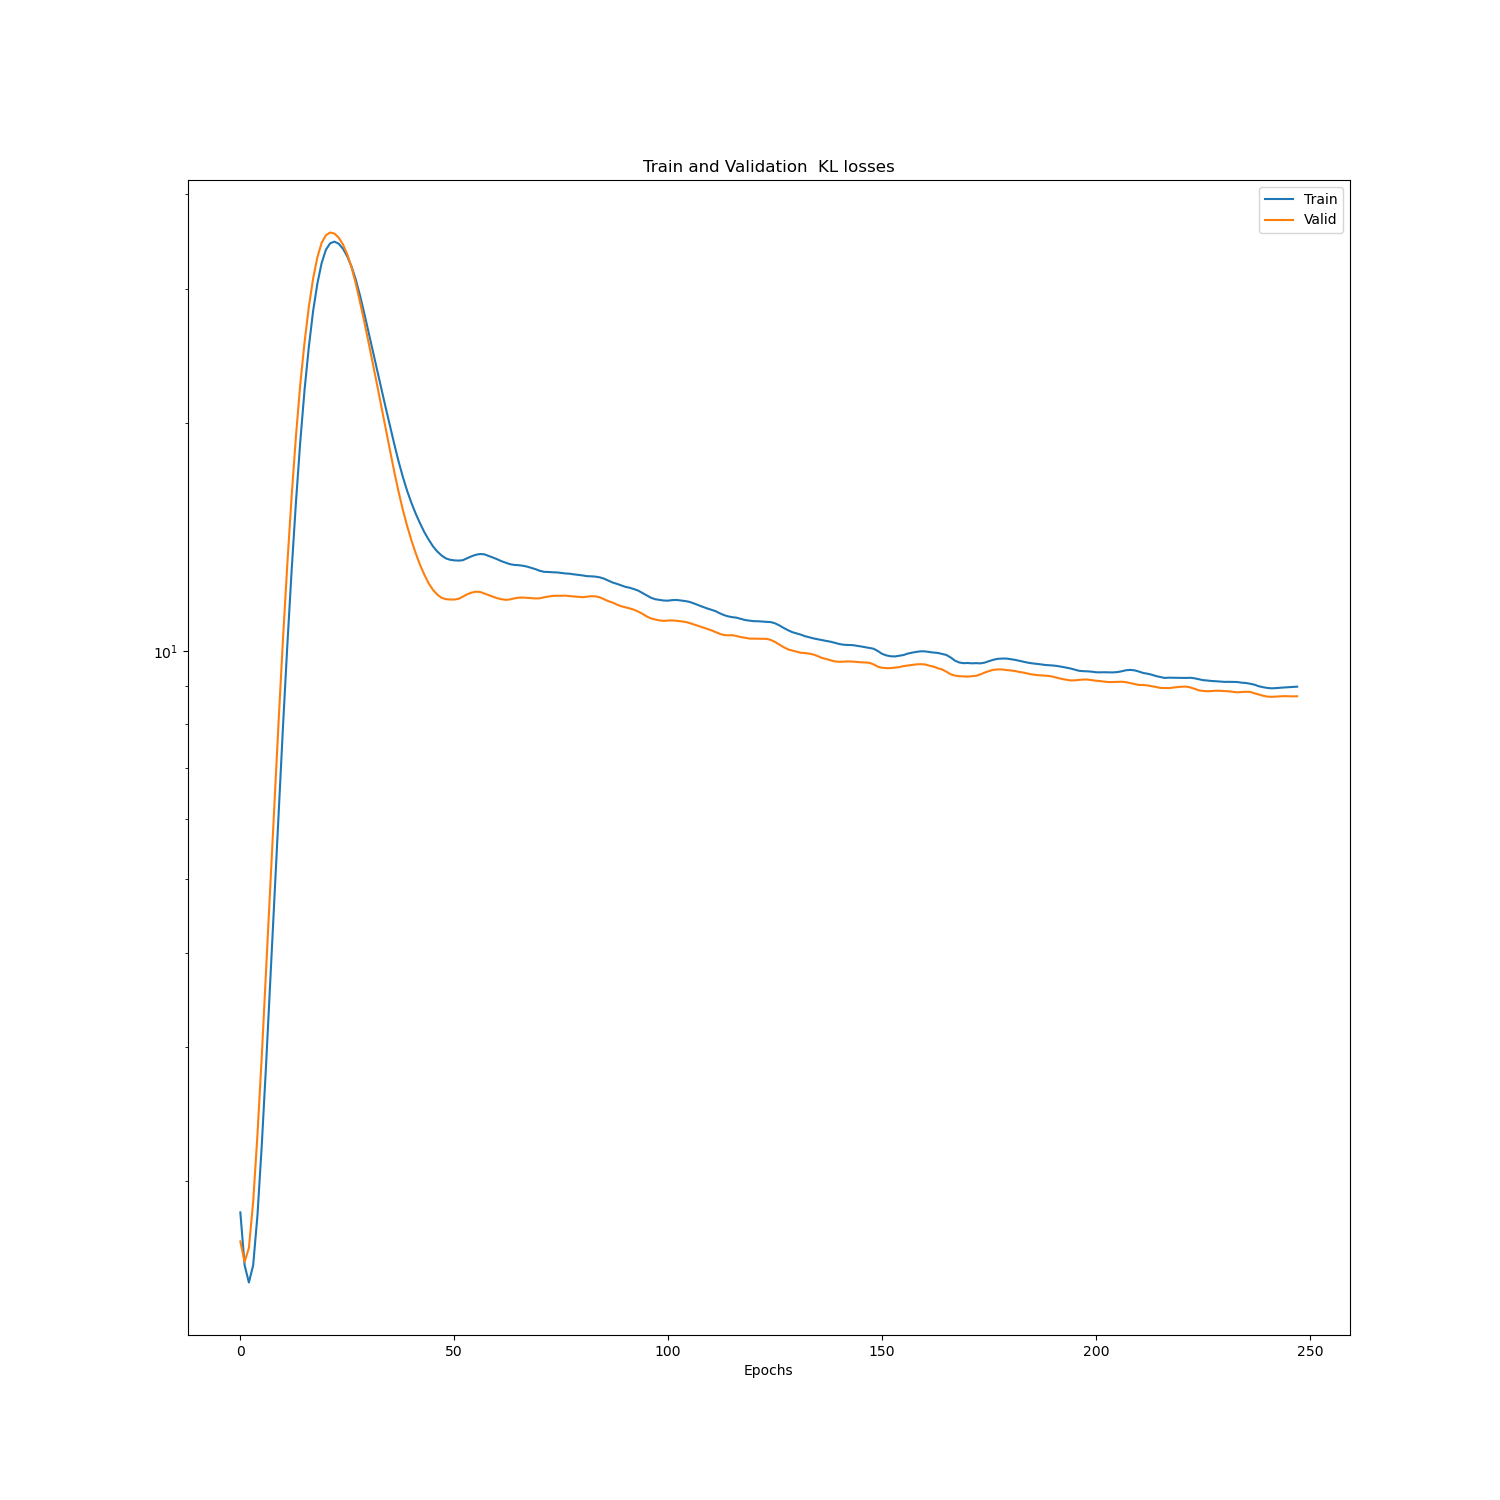 Train and Validation  KL losses
Train
Valid
10¹
0 50 100 150 200 250
Epochs